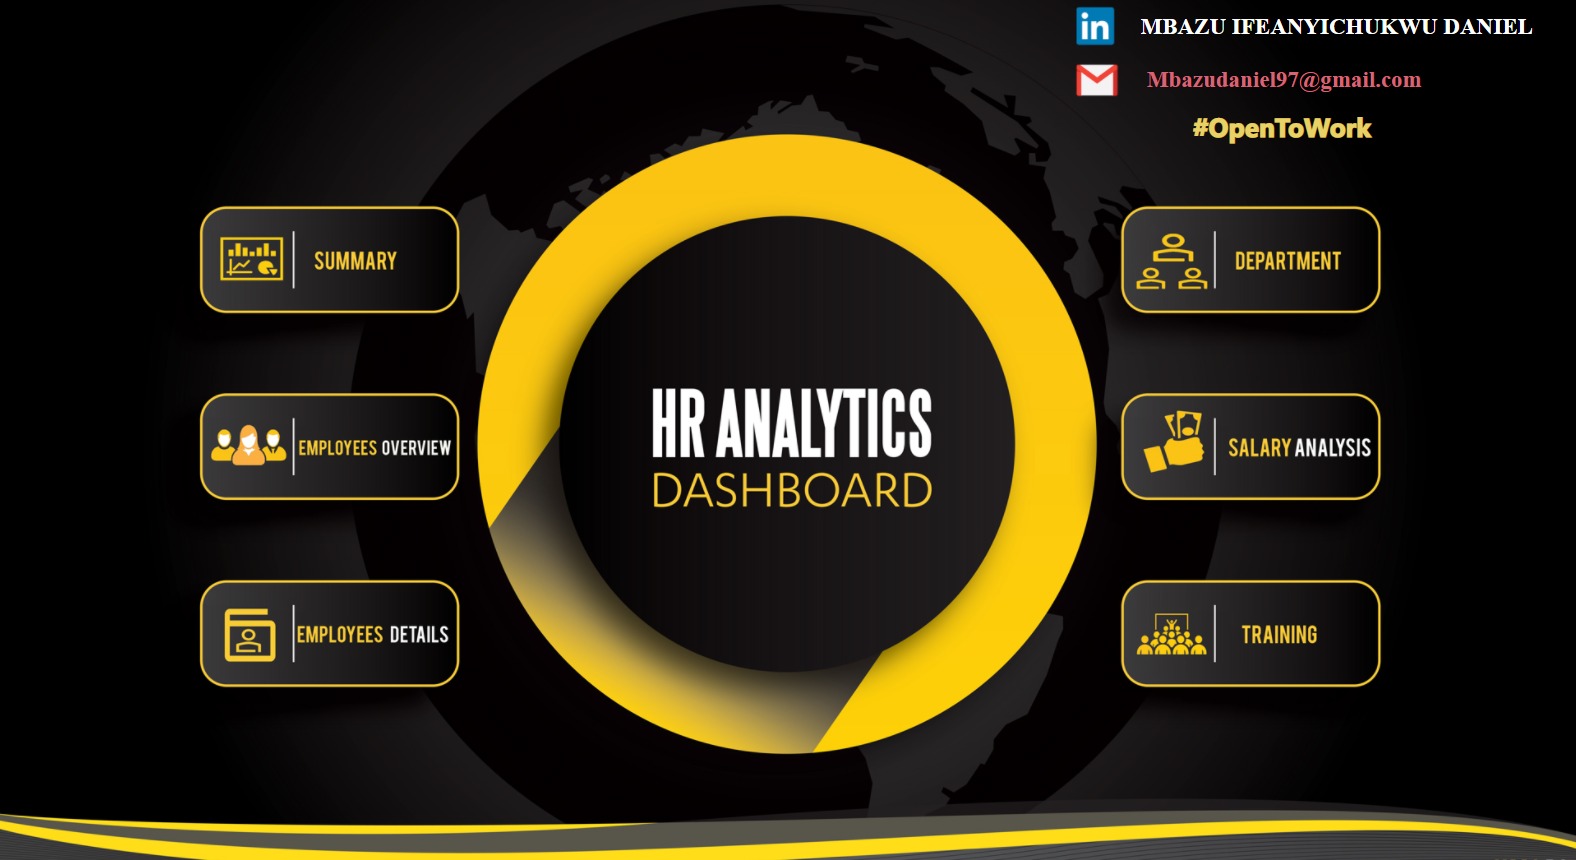 in
MBAZU IFEANYICHUKWU DANIEL
Mbazudaniel97@gmail.com
#OpenToWork
SUMMARY
EMPLOYEES OVERVIEW
EMPLOYEES DETAILS
HR ANALYTICS
DASHBOARD
DEPARTMENT
SALARY ANALYSIS
TRAINING